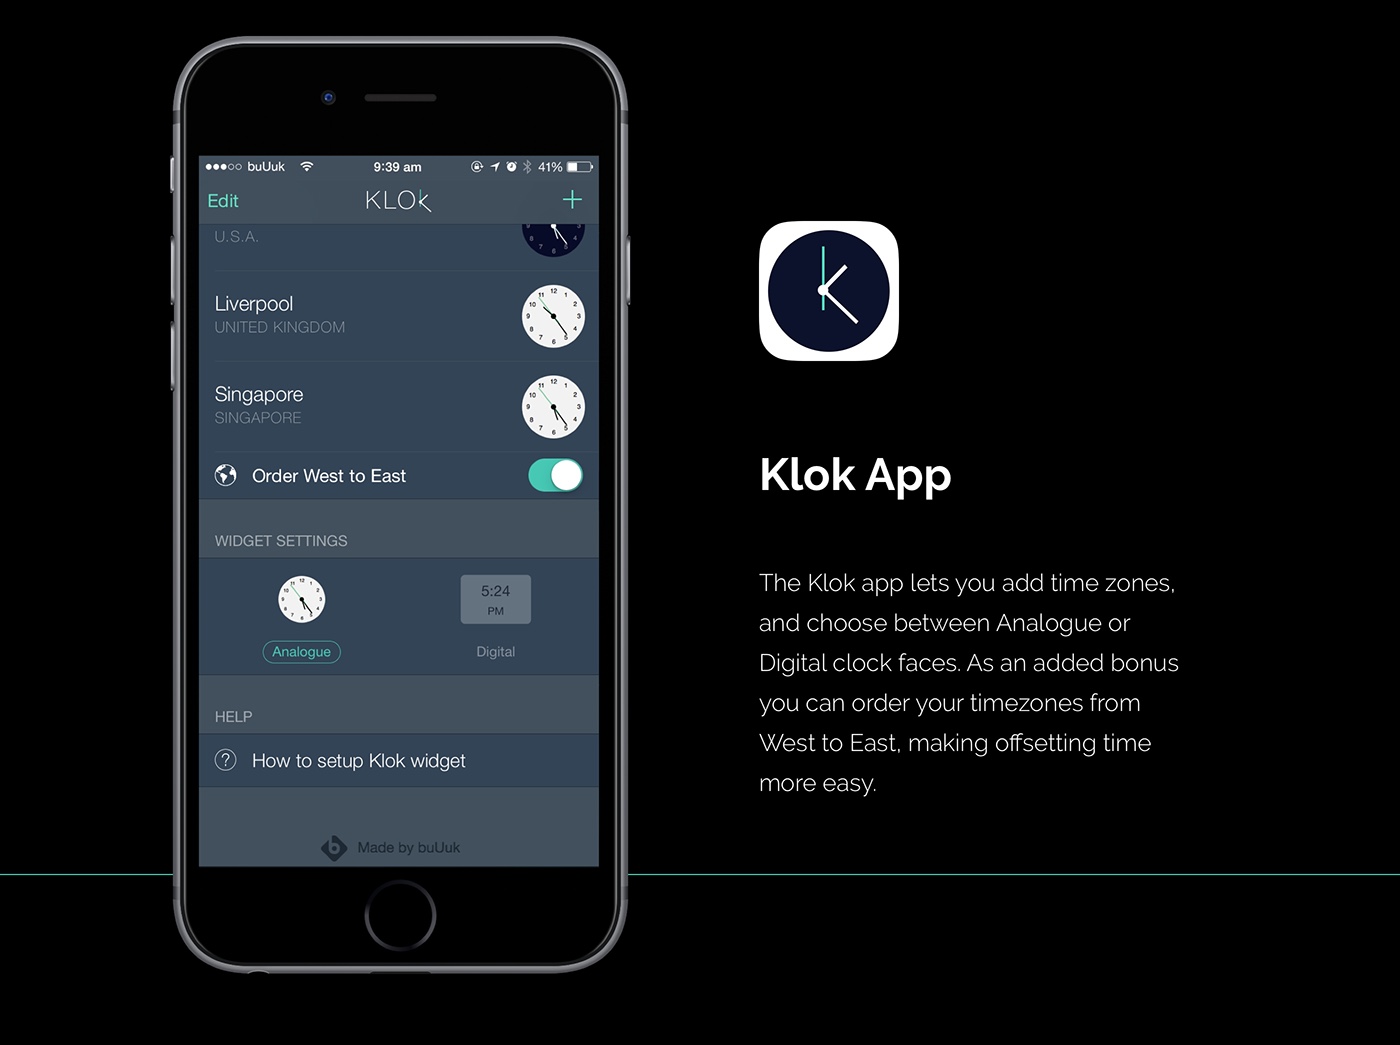 buUuk 9:39 am 41%
Edit KLOK +
U.S.A.
Liverpool
UNITED KINGDOM
Singapore
SINGAPORE
Order West to East
WIDGET SETTINGS
5:24
PM
Analogue
Digital
HELP
? How to setup Klok widget
b Made by buUuk
Klok App
The Klok app lets you add time zones,
and choose between Analogue or
Digital clock faces. As an added bonus
you can order your timezones from
West to East, making offsetting time
more easy.